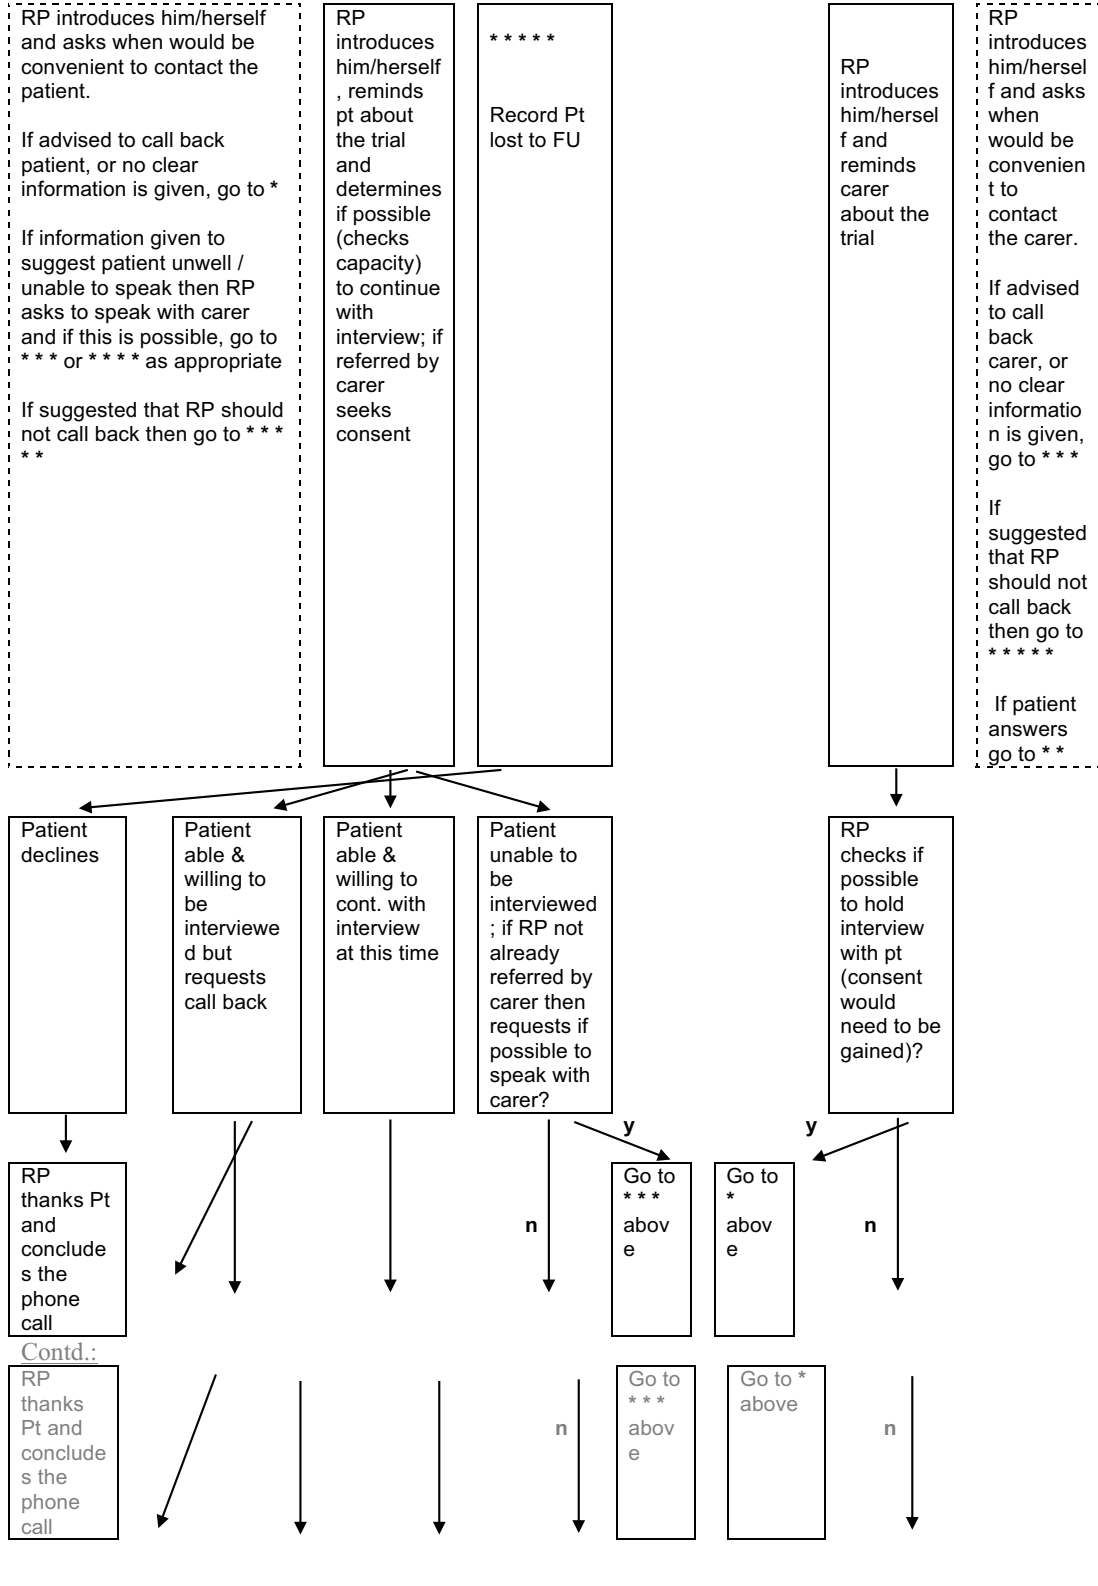 RP introduces him/herself
and asks when would be
convenient to contact the
patient.
If advised to call back
patient, or no clear
information is given, go to *
If information given to
suggest patient unwell /
unable to speak then RP
asks to speak with carer
and if this is possible, go to
* * * or * * * * as appropriate
If suggested that RP should
not call back then go to * * *
* *
RP
introduces
him/herself
, reminds
pt about
the trial
and
determines
if possible
(checks
capacity)
to continue
with
interview; if
referred by
carer
seeks
consent
* * * * *
Record Pt
lost to FU
RP
introduces
him/hersel
f and
reminds
carer
about the
trial
RP
introduces
him/hersel
f and asks
when
would be
convenien
t to
contact
the carer.
If advised
to call
back
carer, or
no clear
informatio
n is given,
go to * * *
If
suggested
that RP
should not
call back
then go to
* * * * *
If patient
answers
go to * *
Patient
declines
Patient
able &
willing to
be
interviewe
d but
requests
call back
Patient
able &
willing to
cont. with
interview
at this time
Patient
unable to
be
interviewed
; if RP not
already
referred by
carer then
requests if
possible to
speak with
carer?
RP
checks if
possible
to hold
interview
with pt
(consent
would
need to be
gained)?
y
y
RP
thanks Pt
and
conclude
s the
phone
call
n
Go to
* * *
abov
e
Go to
*
abov
e
n
Contd.:
RP
thanks
Pt and
conclude
s the
phone
call
n
Go to
* * *
abov
e
Go to *
above
n